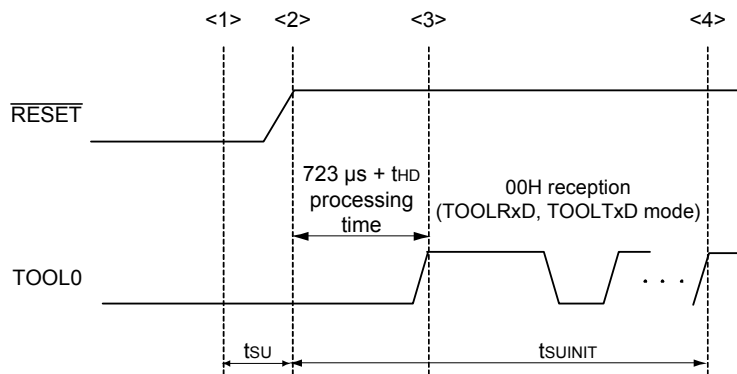 <1> <2> <3> <4>
RESET
723 µs + tHD
processing
time
00H reception
(TOOLRxD, TOOLTxD mode)
TOOL0
. . .
tSU
tSUINIT